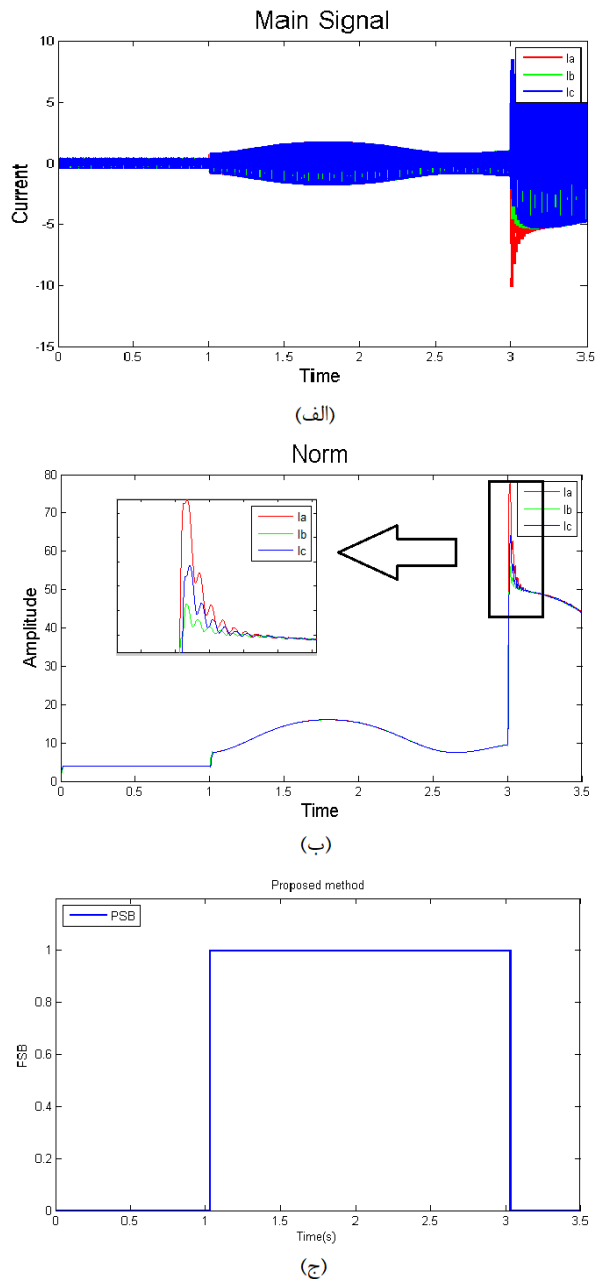 Main Signal
10
5
0
-5
-10
-15
Current
Ia
Ib
Ic
0
0.5
1
1.5
2
2.5
3
3.5
Time
(الف)
Norm
80
70
60
50
40
30
20
10
0
Amplitude
Ia
Ib
Ic
Ia
Ib
Ic
0
0.5
1
1.5
2
2.5
3
3.5
Time
(ب)
Proposed method
PSB
1
0.8
0.6
0.4
0.2
0
FSB
0
0.5
1
1.5
2
2.5
3
3.5
Time(s)
(ج)